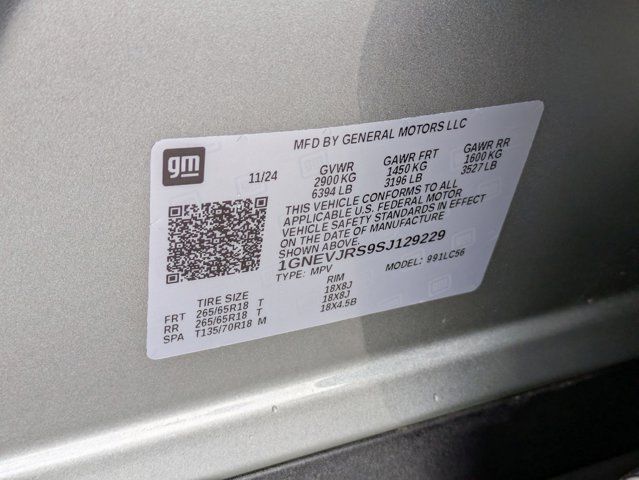 MFD BY GENERAL MOTORS LLC
gm
11/24
GVWR GAWR FRT GAWR RR
2900 KG 1450 KG 1600 KG
6394 LB 3196 LB 3527 LB
THIS VEHICLE CONFORMS TO ALL
APPLICABLE U.S. FEDERAL MOTOR
VEHICLE SAFETY STANDARDS IN EFFECT
ON THE DATE OF MANUFACTURE
SHOWN ABOVE.
1GNEVJRS9SJ129229
TYPE: MPV MODEL: 991LC56
TIRE SIZE RIM
FRT 265/65R18 T 18X8J
RR 265/65R18 T 18X8J
SPA T135/70R18 M 18X4.5B